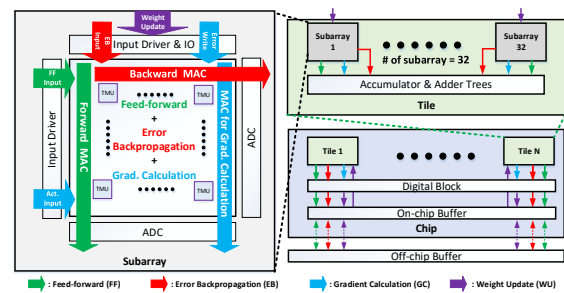 Weight
Update
EB
Input
Error
Write
Input Driver & IO
Backward MAC
FF
Input
TMU
TMU
Feed-forward
+
Error
Backpropagation
+
Grad. Calculation
Forward MAC
MAC for Grad. Calculation
Input Driver
ADC
Act.
Input
TMU
TMU
ADC
Subarray
Subarray
1
Subarray
32
# of subarray = 32
Accumulator & Adder Trees
Tile
Tile 1
Tile N
Digital Block
On-chip Buffer
Chip
Off-chip Buffer
: Feed-forward (FF)
: Error Backpropagation (EB)
: Gradient Calculation (GC)
: Weight Update (WU)